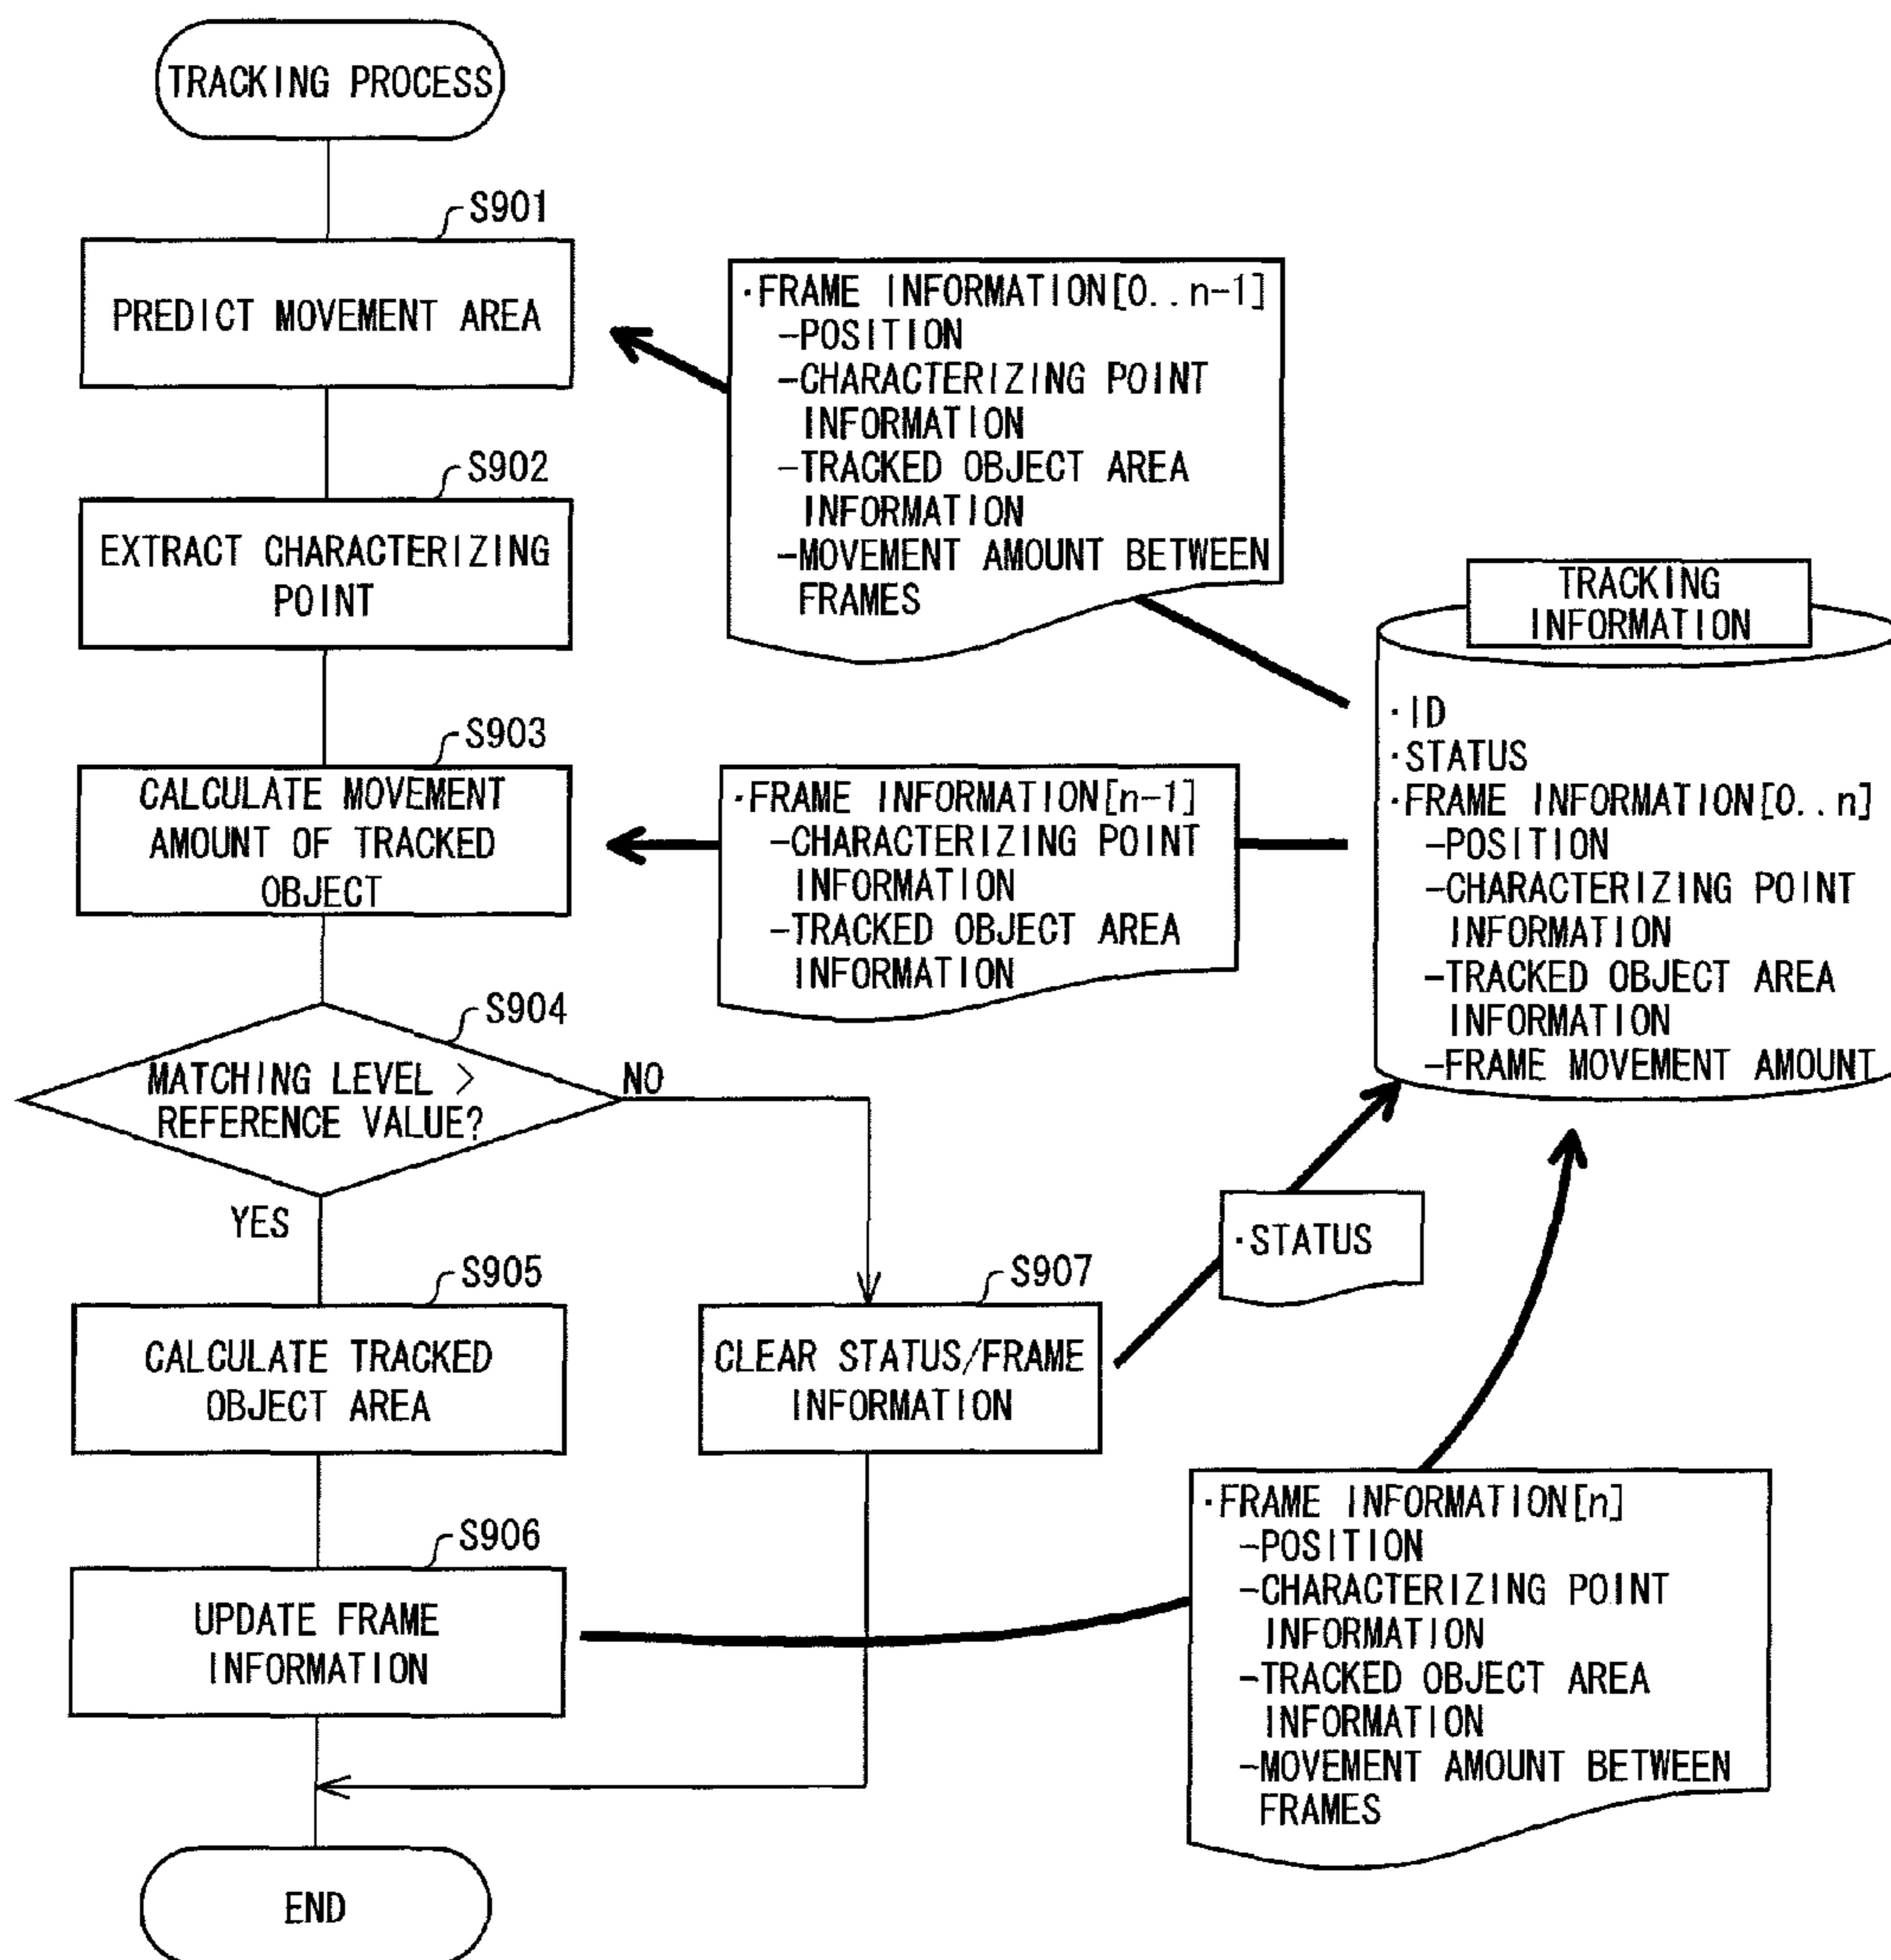 TRACKING PROCESS
S901
PREDICT MOVEMENT AREA
S902
EXTRACT CHARACTERIZING
POINT
S903
CALCULATE MOVEMENT
AMOUNT OF TRACKED
OBJECT
S904
MATCHING LEVEL >
REFERENCE VALUE?
NO
YES
S905
CALCULATE TRACKED
OBJECT AREA
S906
UPDATE FRAME
INFORMATION
S907
CLEAR STATUS/FRAME
INFORMATION
END
·FRAME INFORMATION[0..n-1]
-POSITION
-CHARACTERIZING POINT
INFORMATION
-TRACKED OBJECT AREA
INFORMATION
-MOVEMENT AMOUNT BETWEEN
FRAMES
·FRAME INFORMATION[n-1]
-CHARACTERIZING POINT
INFORMATION
-TRACKED OBJECT AREA
INFORMATION
TRACKING
INFORMATION
·ID
·STATUS
·FRAME INFORMATION[0..n]
-POSITION
-CHARACTERIZING POINT
INFORMATION
-TRACKED OBJECT AREA
INFORMATION
-FRAME MOVEMENT AMOUNT
·STATUS
·FRAME INFORMATION[n]
-POSITION
-CHARACTERIZING POINT
INFORMATION
-TRACKED OBJECT AREA
INFORMATION
-MOVEMENT AMOUNT BETWEEN
FRAMES